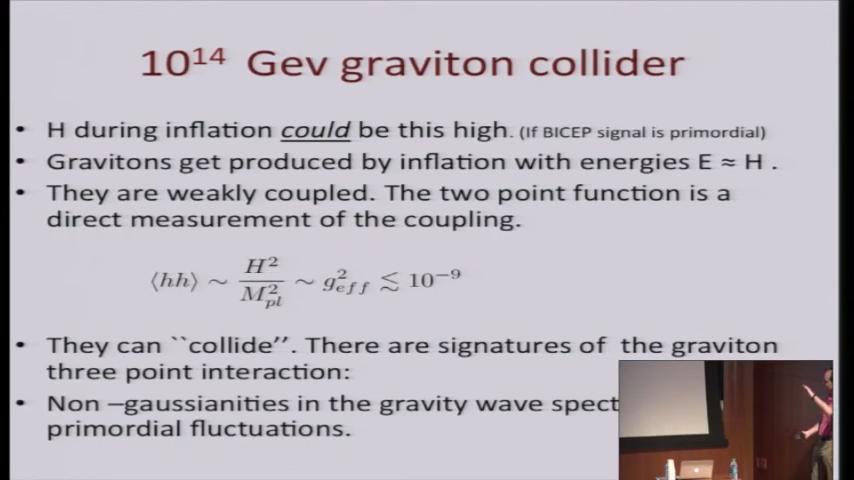 10¹⁴ Gev graviton collider
• H during inflation could be this high. (If BICEP signal is primordial)
• Gravitons get produced by inflation with energies E ≈ H .
• They are weakly coupled. The two point function is a
direct measurement of the coupling.
⟨hh⟩ ∼ H²/M²pl ∼ g²eff ≲ 10⁻⁹
• They can ``collide’’. There are signatures of the graviton
three point interaction:
• Non –gaussianities in the gravity wave spect
primordial fluctuations.